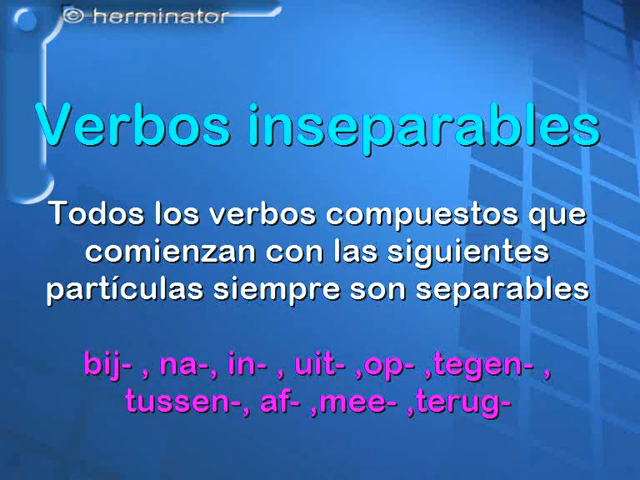 © herminator
Verbos inseparables
Todos los verbos compuestos que
comienzan con las siguientes
partículas siempre son separables
bij- , na-, in- , uit- ,op- ,tegen- ,
tussen-, af- ,mee- ,terug-